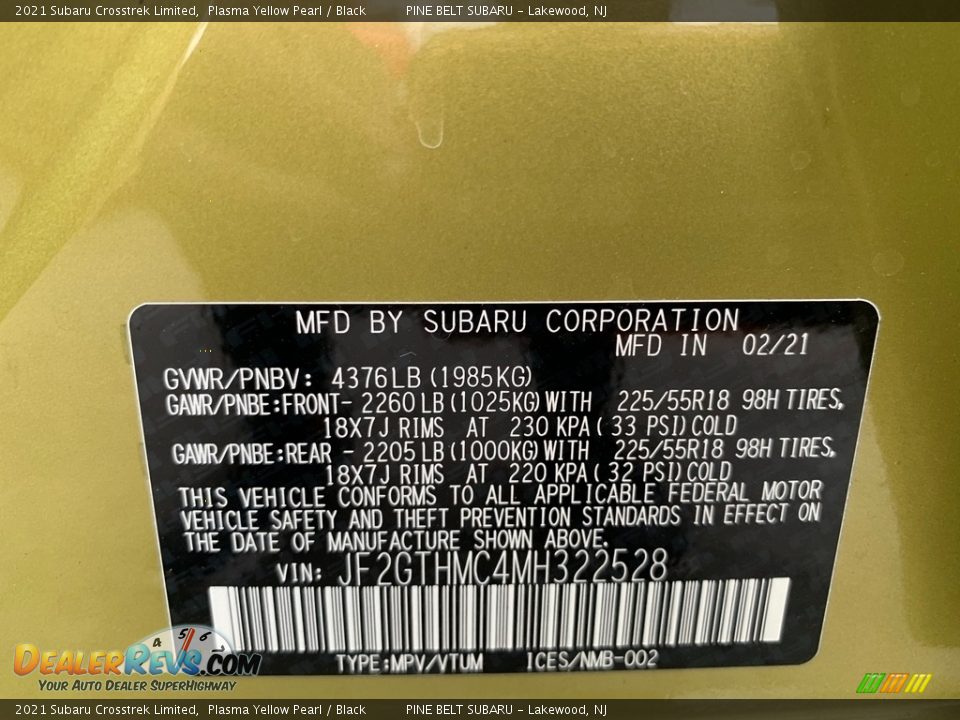 2021 Subaru Crosstrek Limited, Plasma Yellow Pearl / Black PINE BELT SUBARU - Lakewood, NJ
MFD BY SUBARU CORPORATION
MFD IN 02/21
GVWR/PNBV: 4376LB (1985KG)
GAWR/PNBE:FRONT- 2260 LB (1025KG) WITH 225/55R18 98H TIRES,
18X7J RIMS AT 230 KPA ( 33 PSI) COLD
GAWR/PNBE:REAR - 2205 LB (1000KG) WITH 225/55R18 98H TIRES,
18X7J RIMS AT 220 KPA ( 32 PSI) COLD
THIS VEHICLE CONFORMS TO ALL APPLICABLE FEDERAL MOTOR
VEHICLE SAFETY AND THEFT PREVENTION STANDARDS IN EFFECT ON
THE DATE OF MANUFACTURE SHOWN ABOVE.
VIN: JF2GTHMC4MH322528
TYPE:MPV/VTUM ICES/NMB-002
4 5 6
DEALERREVS.COM
YOUR AUTO DEALER SUPERHIGHWAY
2021 Subaru Crosstrek Limited, Plasma Yellow Pearl / Black PINE BELT SUBARU - Lakewood, NJ